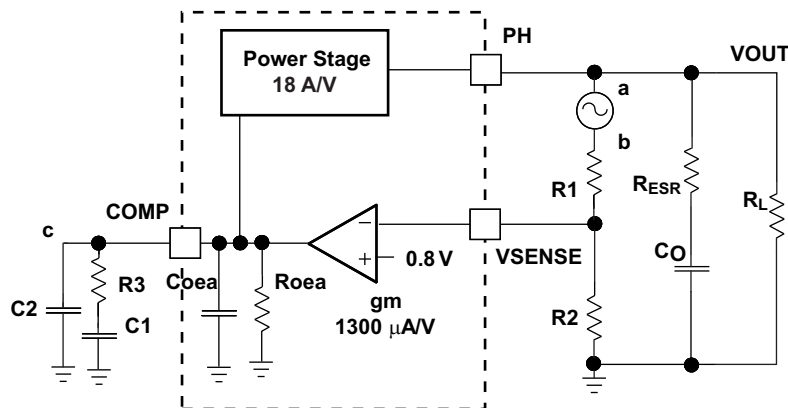 PH
VOUT
Power Stage
18 A/V
a
b
R1
RESR
RL
COMP
c
VSENSE
0.8 V
−
+
Coea
Roea
R3
CO
gm
1300 μA/V
C2
C1
R2